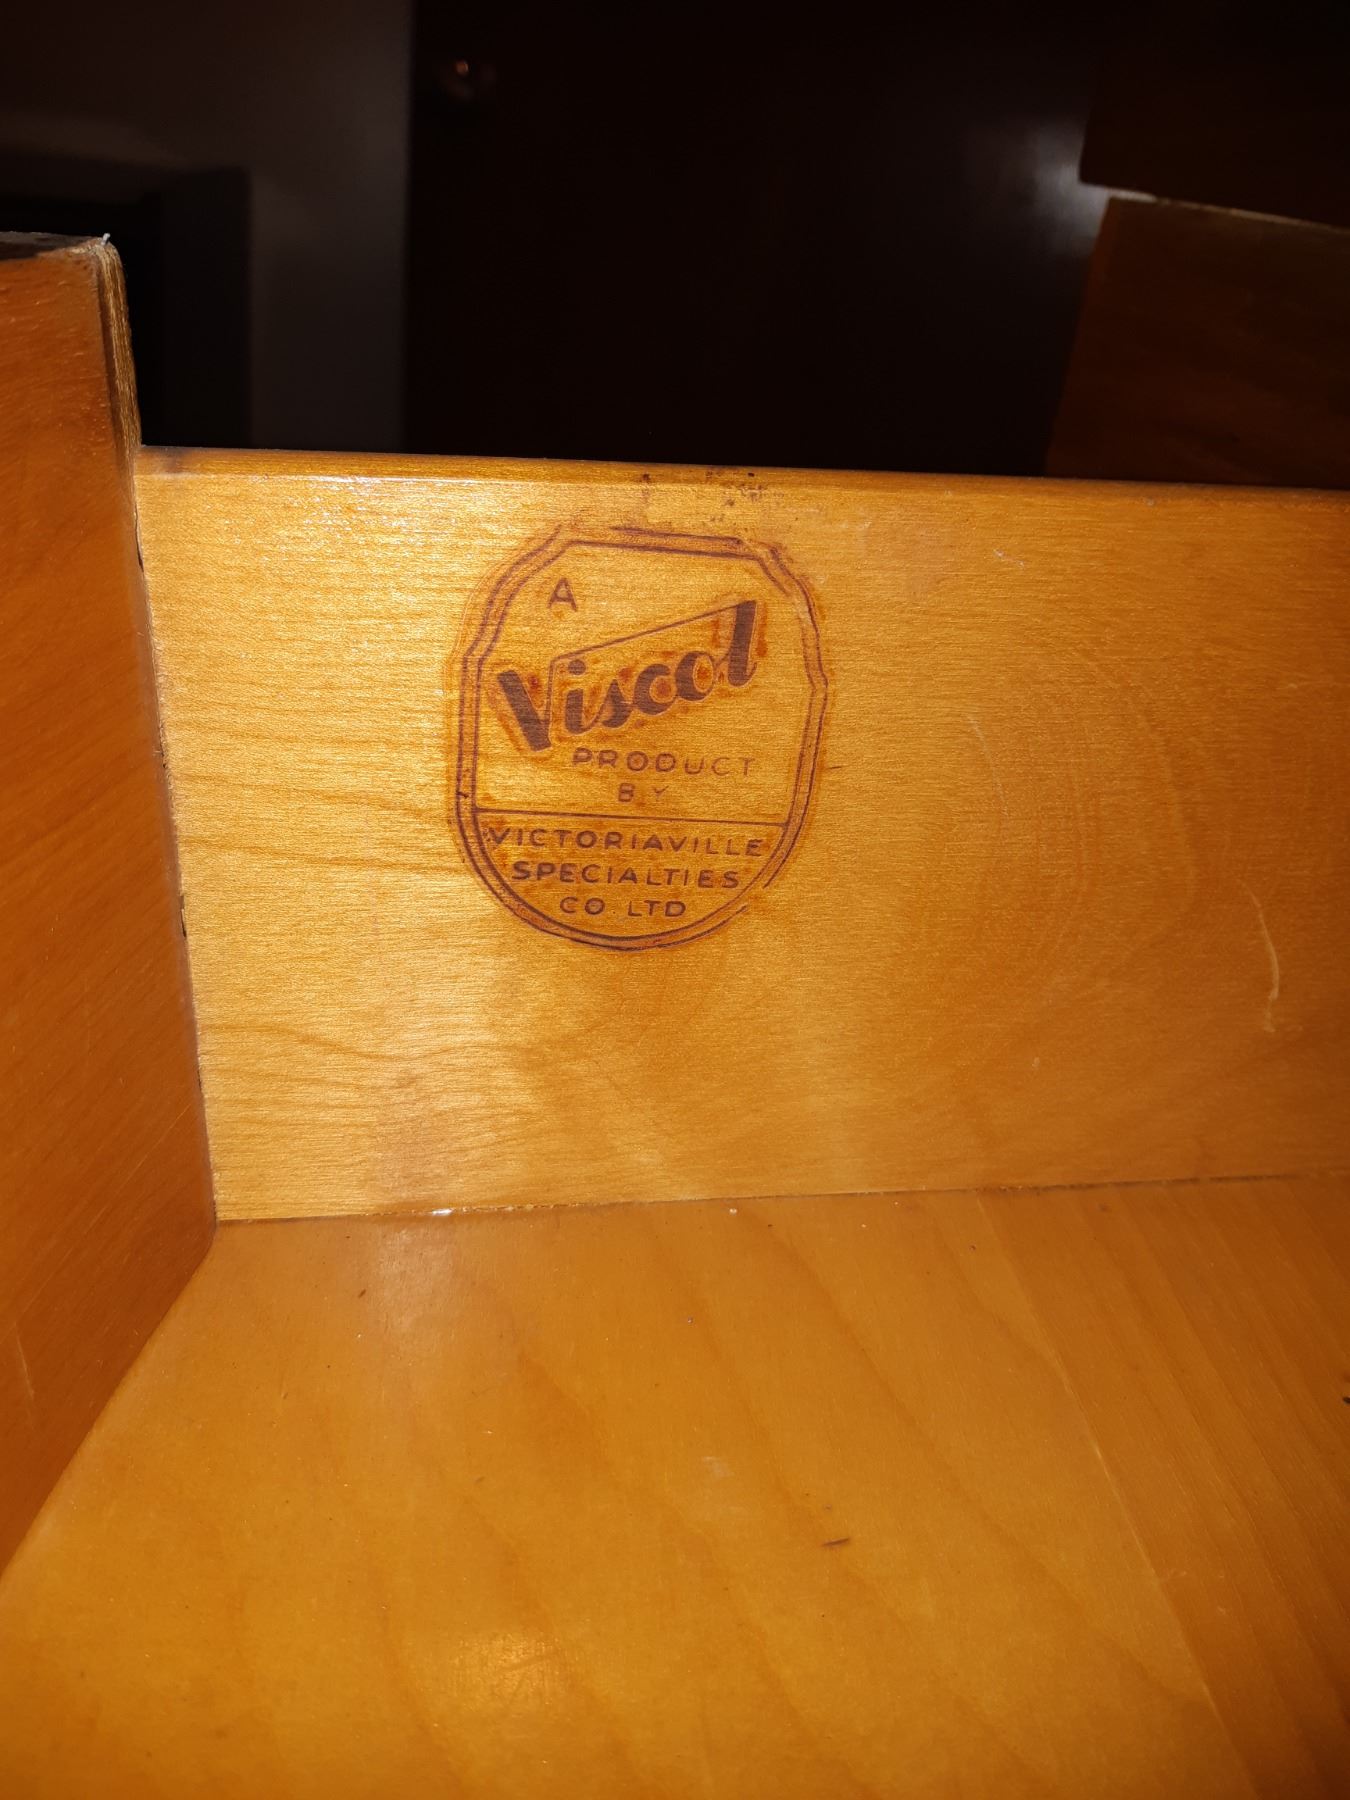 A
Viscol
PRODUCT
BY
VICTORIAVILLE
SPECIALTIES
CO. LTD